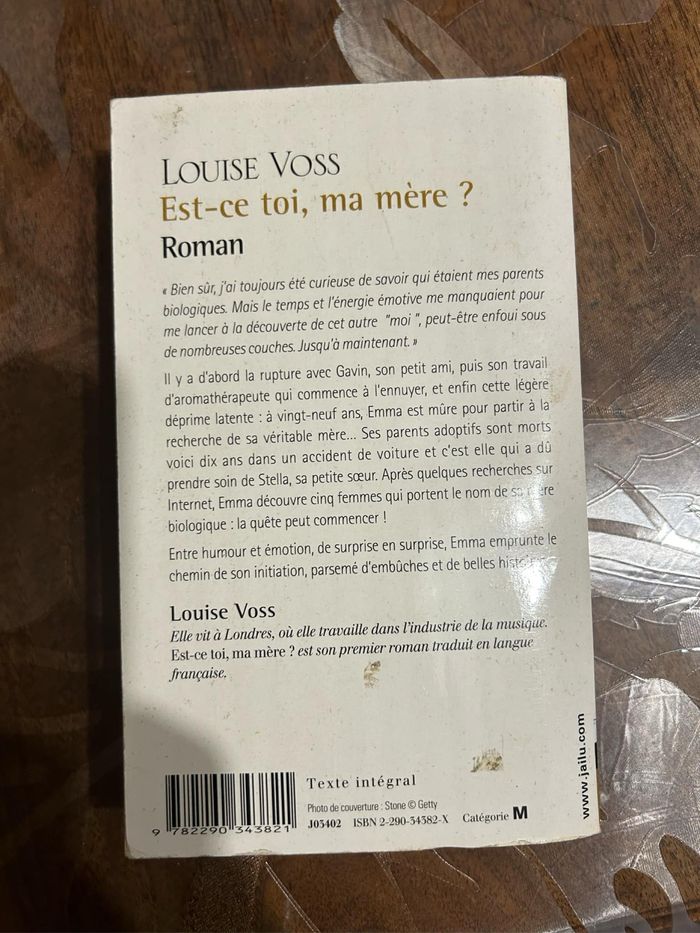 LOUISE VOSS
Est-ce toi, ma mère ?
Roman
« Bien sûr, j'ai toujours été curieuse de savoir qui étaient mes parents
biologiques. Mais le temps et l'énergie émotive me manquaient pour
me lancer à la découverte de cet autre "moi ", peut-être enfoui sous
de nombreuses couches. Jusqu'à maintenant. »
Il y a d'abord la rupture avec Gavin, son petit ami, puis son travail
d'aromathérapeute qui commence à l'ennuyer, et enfin cette légère
déprime latente : à vingt-neuf ans, Emma est mûre pour partir à la
recherche de sa véritable mère... Ses parents adoptifs sont morts
voici dix ans dans un accident de voiture et c'est elle qui a dû
prendre soin de Stella, sa petite sœur. Après quelques recherches sur
Internet, Emma découvre cinq femmes qui portent le nom de sa mère
biologique : la quête peut commencer !
Entre humour et émotion, de surprise en surprise, Emma emprunte le
chemin de son initiation, parsemé d'embûches et de belles
Louise Voss
Elle vit à Londres, où elle travaille dans l'industrie de la musique.
Est-ce toi, ma mère ? est son premier roman traduit en langue
française.
Texte intégral
Photo de couverture : Stone © Getty
J03402 ISBN 2-290-34382-X Catégorie M
9 782290 343821
www.jailu.com